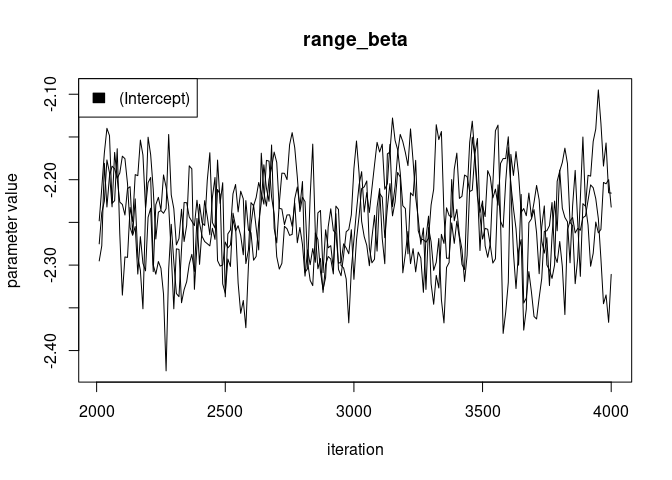 range_beta
(Intercept)
-2.10
-2.20
-2.30
-2.40
parameter value
2000 2500 3000 3500 4000
iteration